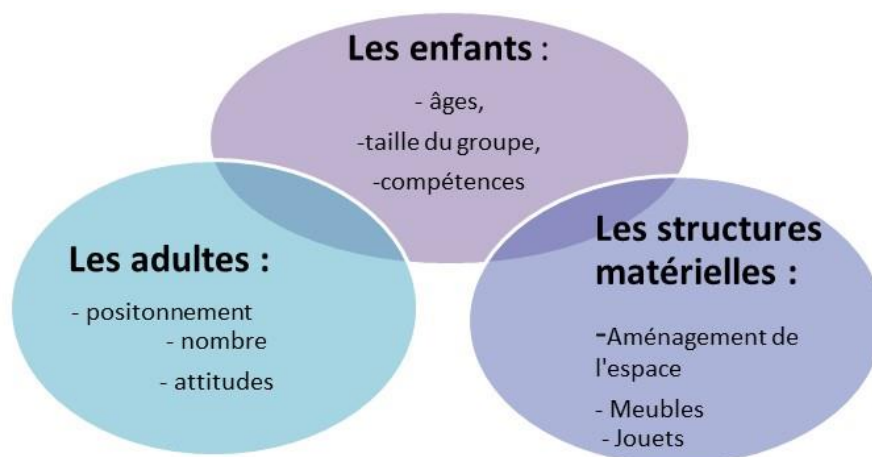 Les enfants :
- âges,
-taille du groupe,
-compétences
Les adultes :
- positonnement
- nombre
- attitudes
Les structures
matérielles :
-Aménagement de
l'espace
- Meubles
- Jouets